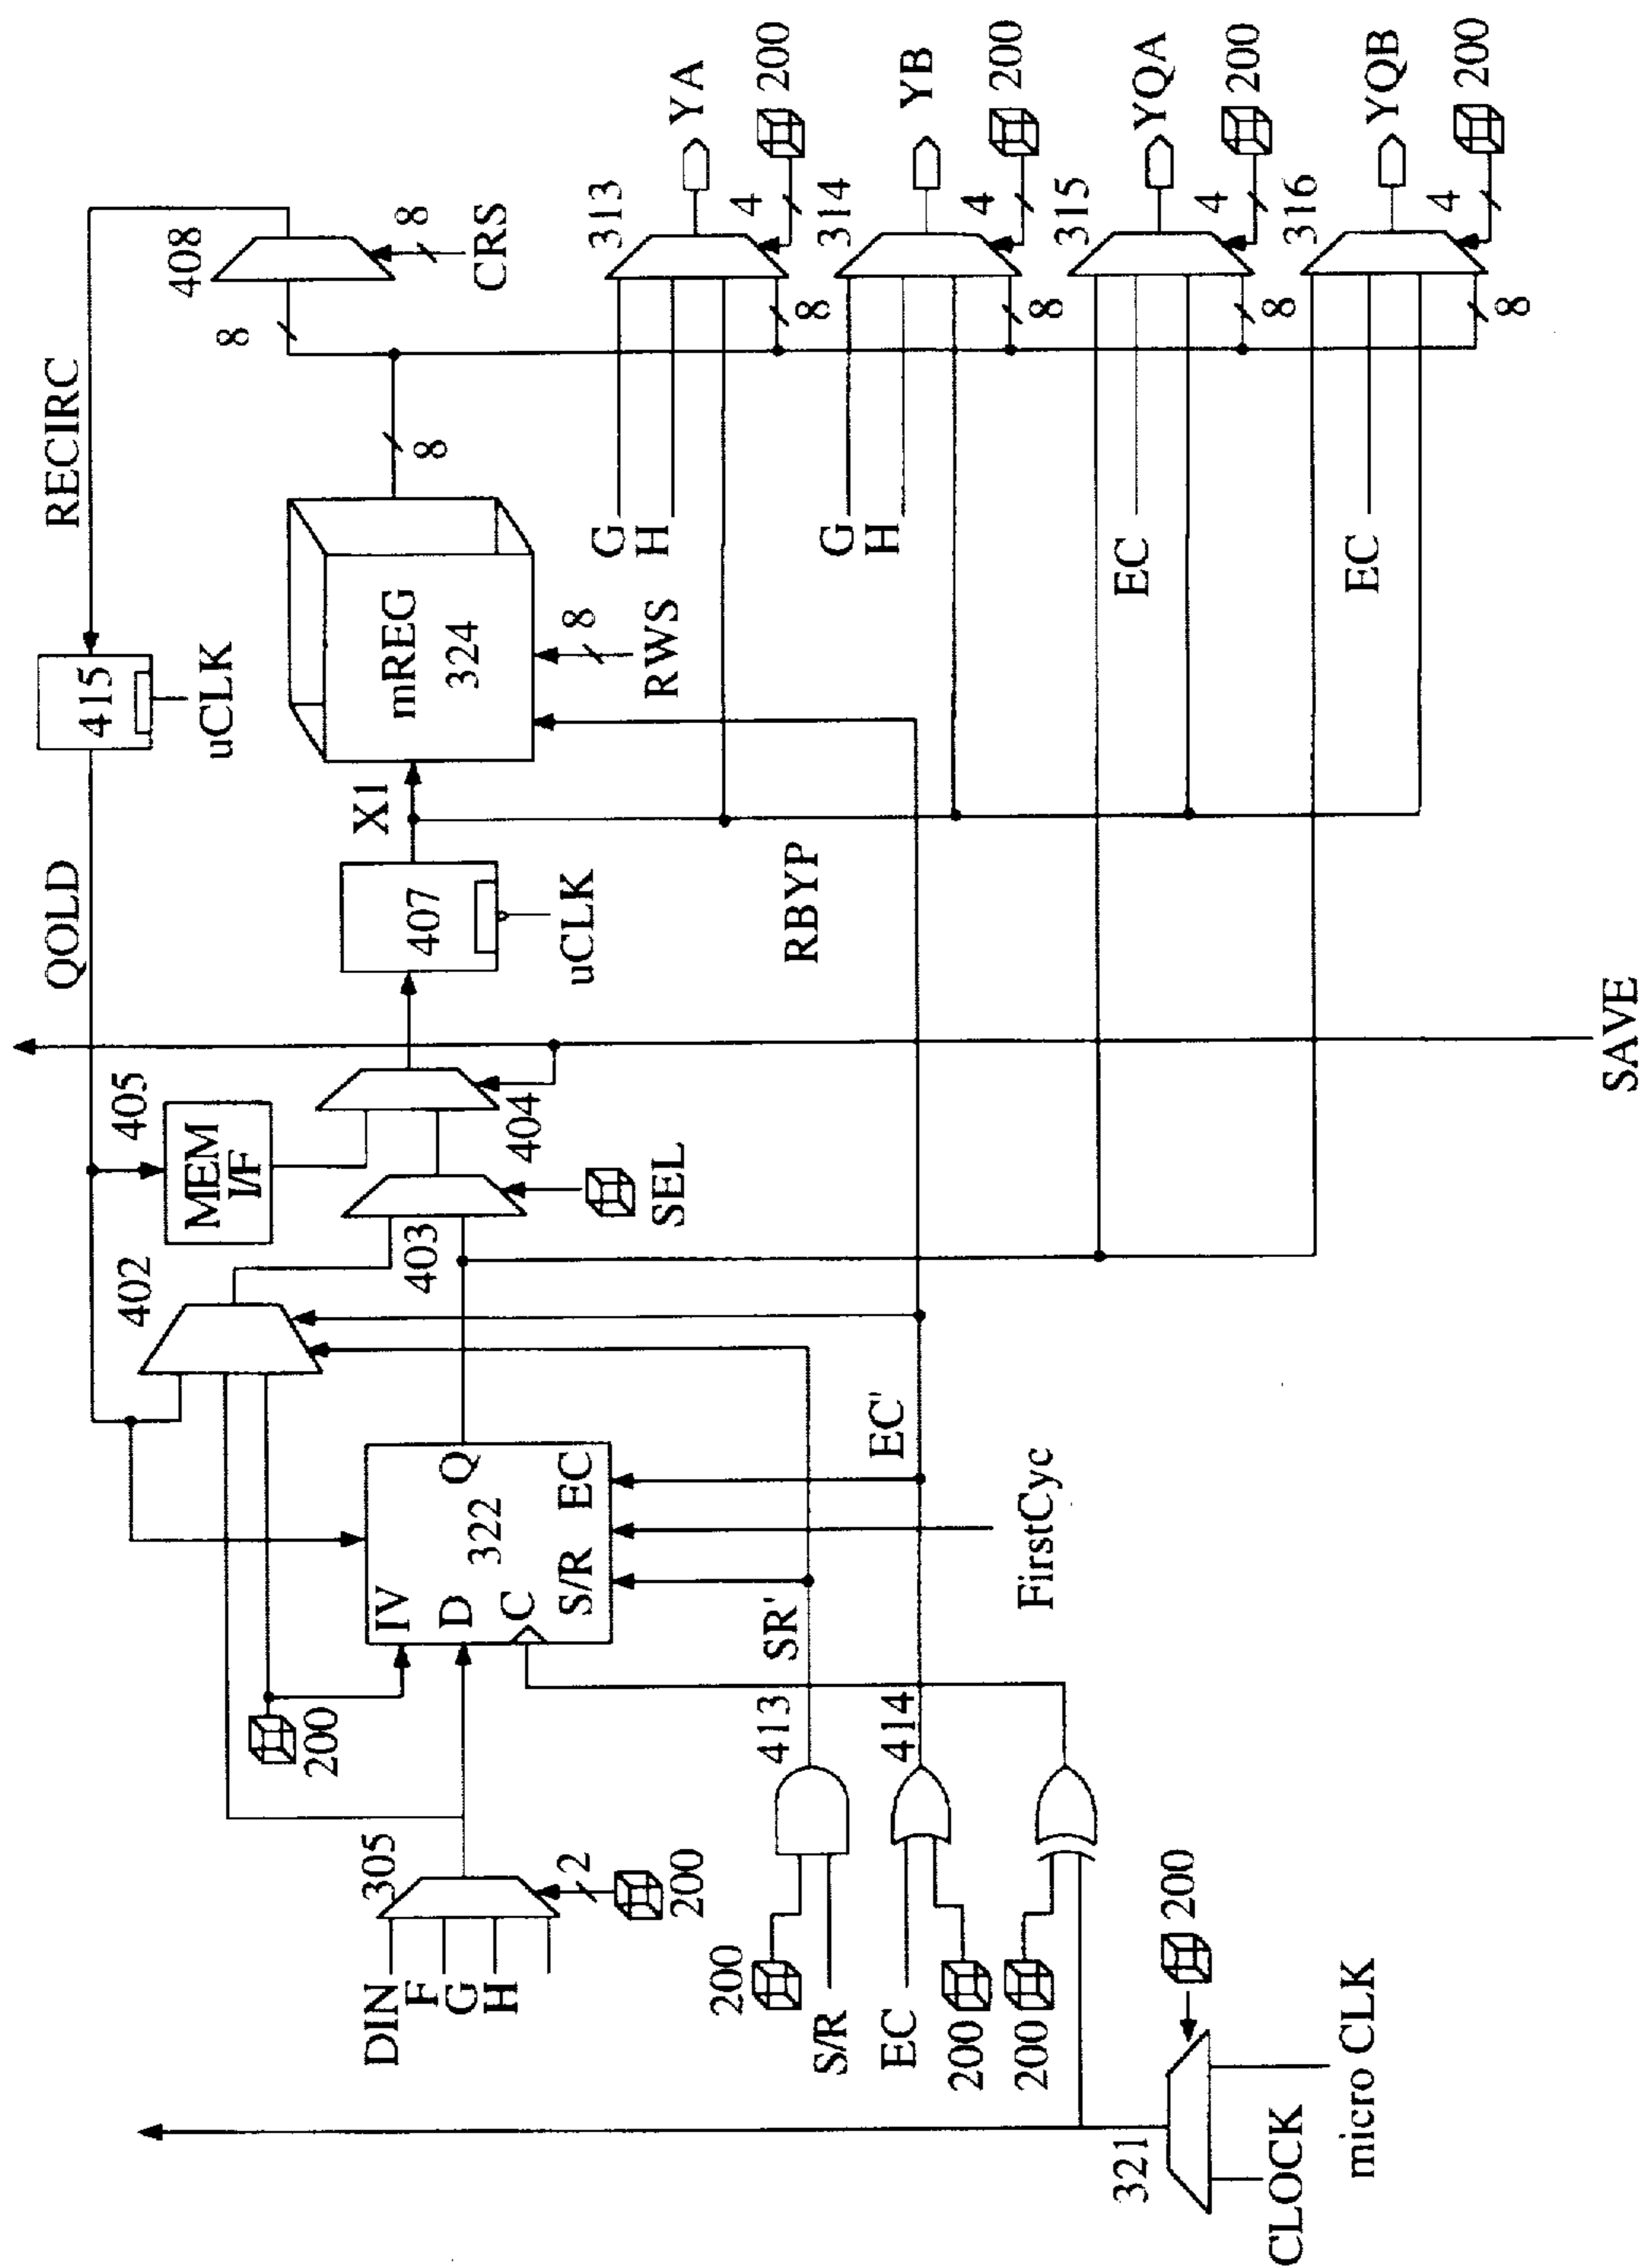 RECIRC
QOLD
408
8
8
CRS
415
uCLK
8
mREG
324
8
RWS
X1
407
uCLK
RBYP
405
MEM
I/F
404
SEL
403
402
SAVE
313
YA
4
200
8
G
H
314
YB
4
200
8
G
H
315
YQA
4
200
8
EC
316
YQB
4
200
8
EC
IV
D
C
Q
322
S/R
EC
200
SR'
EC'
FirstCyc
305
DIN
F
G
H
2
200
413
200
S/R
414
EC
200
200
321
200
CLOCK
micro CLK